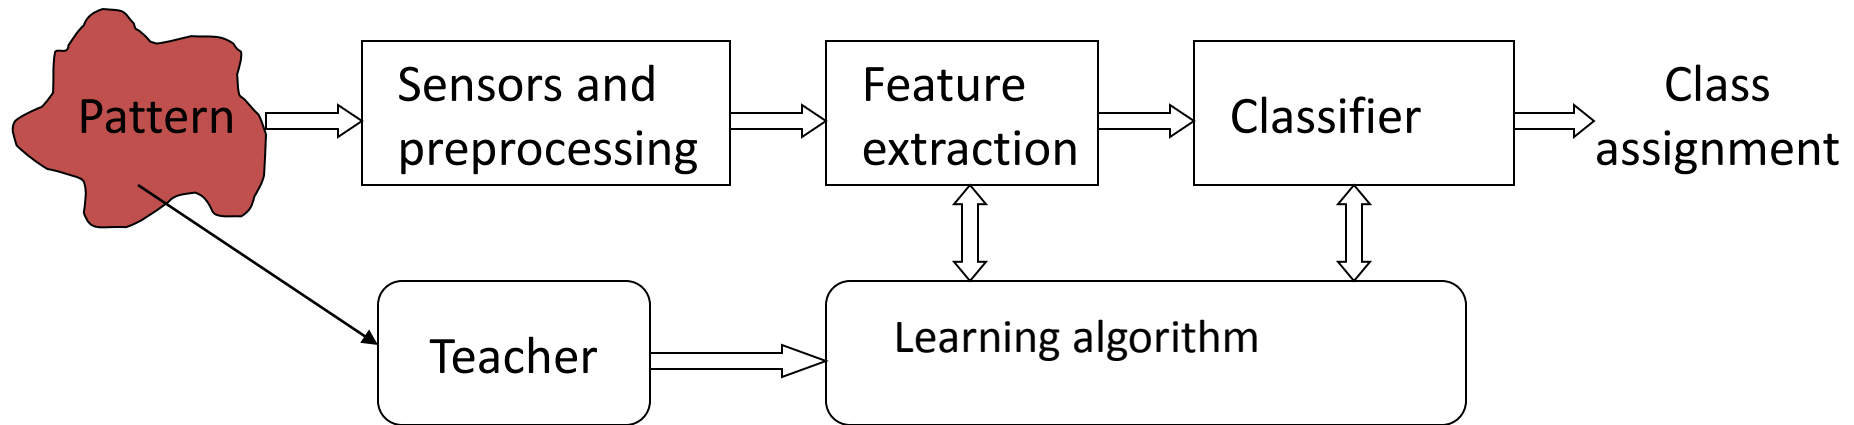 Pattern
Sensors and
preprocessing
Feature
extraction
Classifier
Class
assignment
Teacher
Learning algorithm